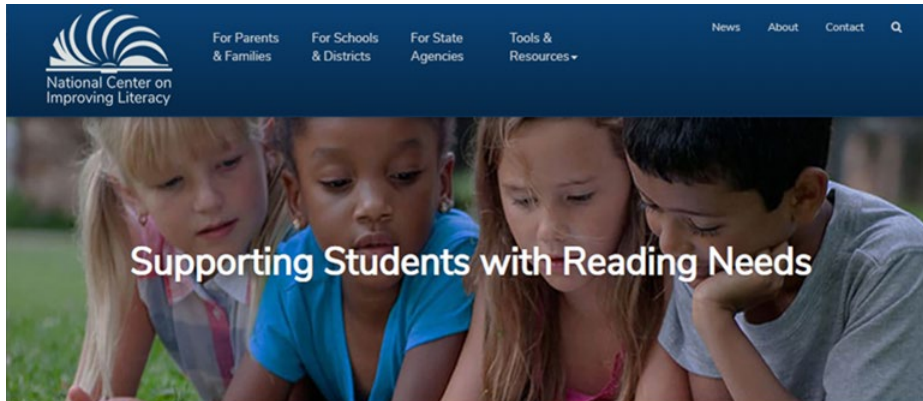 National Center on
Improving Literacy
For Parents
& Families
For Schools
& Districts
For State
Agencies
Tools &
Resources
News
About
Contact
Supporting Students with Reading Needs